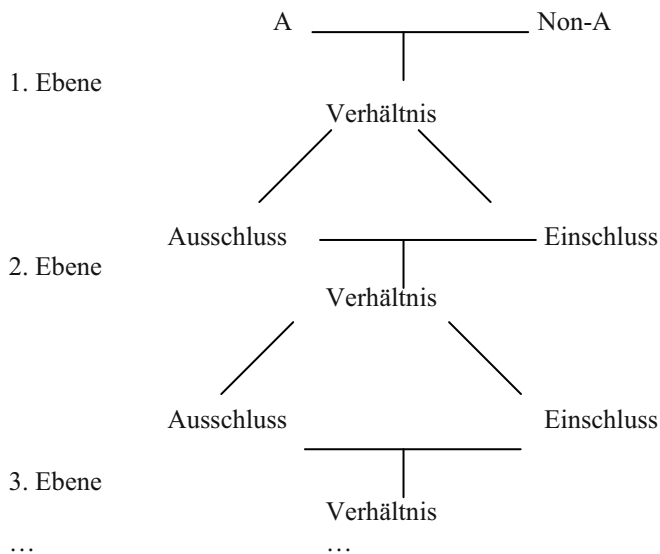 A Non-A
1. Ebene
Verhältnis
Ausschluss Einschluss
2. Ebene
Verhältnis
Ausschluss Einschluss
3. Ebene
Verhältnis
… …